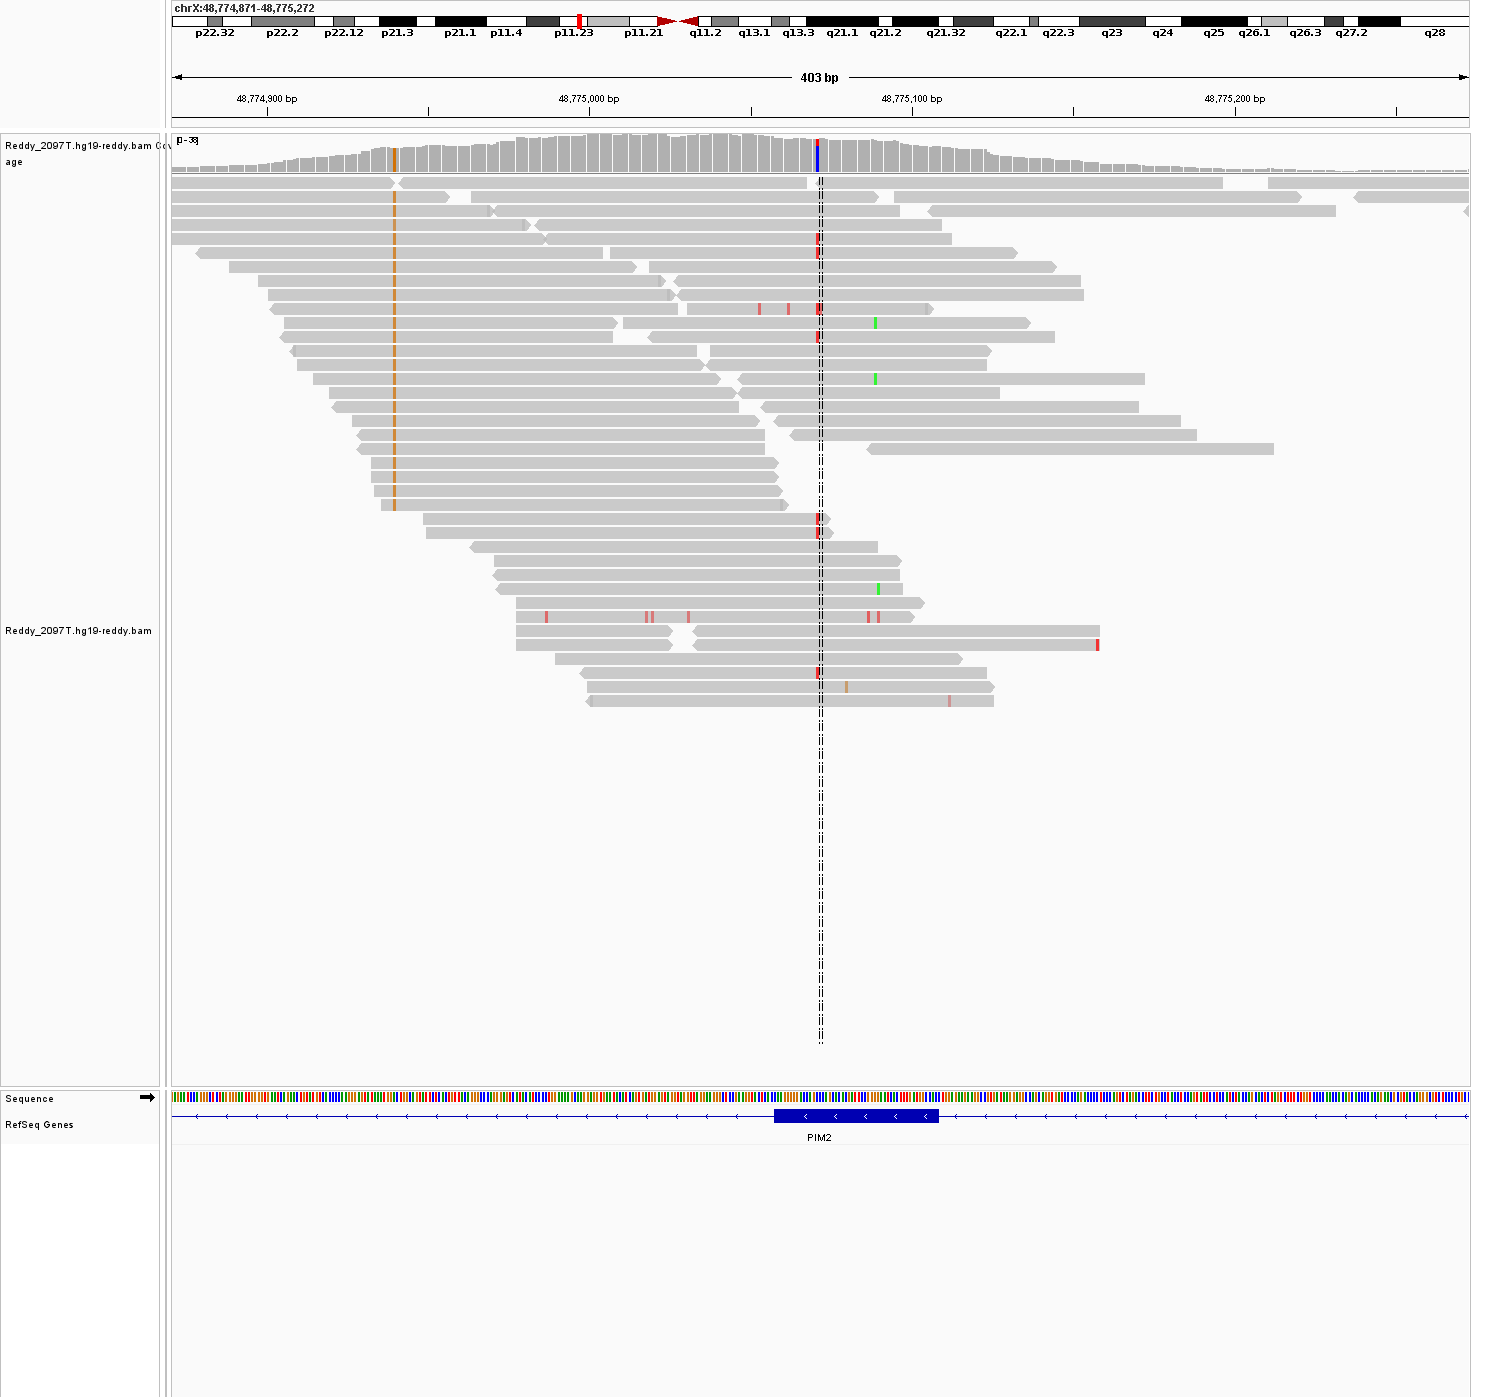 chrX:48,774,871-48,775,272
p22.32 p22.2 p22.12 p21.3 p21.1 p11.4 p11.23 p11.21 q11.2 q13.1 q13.3 q21.1 q21.2 q21.32 q22.1 q22.3 q23 q24 q25 q26.1 q26.3 q27.2 q28
403 bp
48,774,900 bp 48,775,000 bp 48,775,100 bp 48,775,200 bp
Reddy_2097T.hg19-reddy.bam Cov
age
[0 - 38]
Reddy_2097T.hg19-reddy.bam
Sequence
RefSeq Genes
PIM2